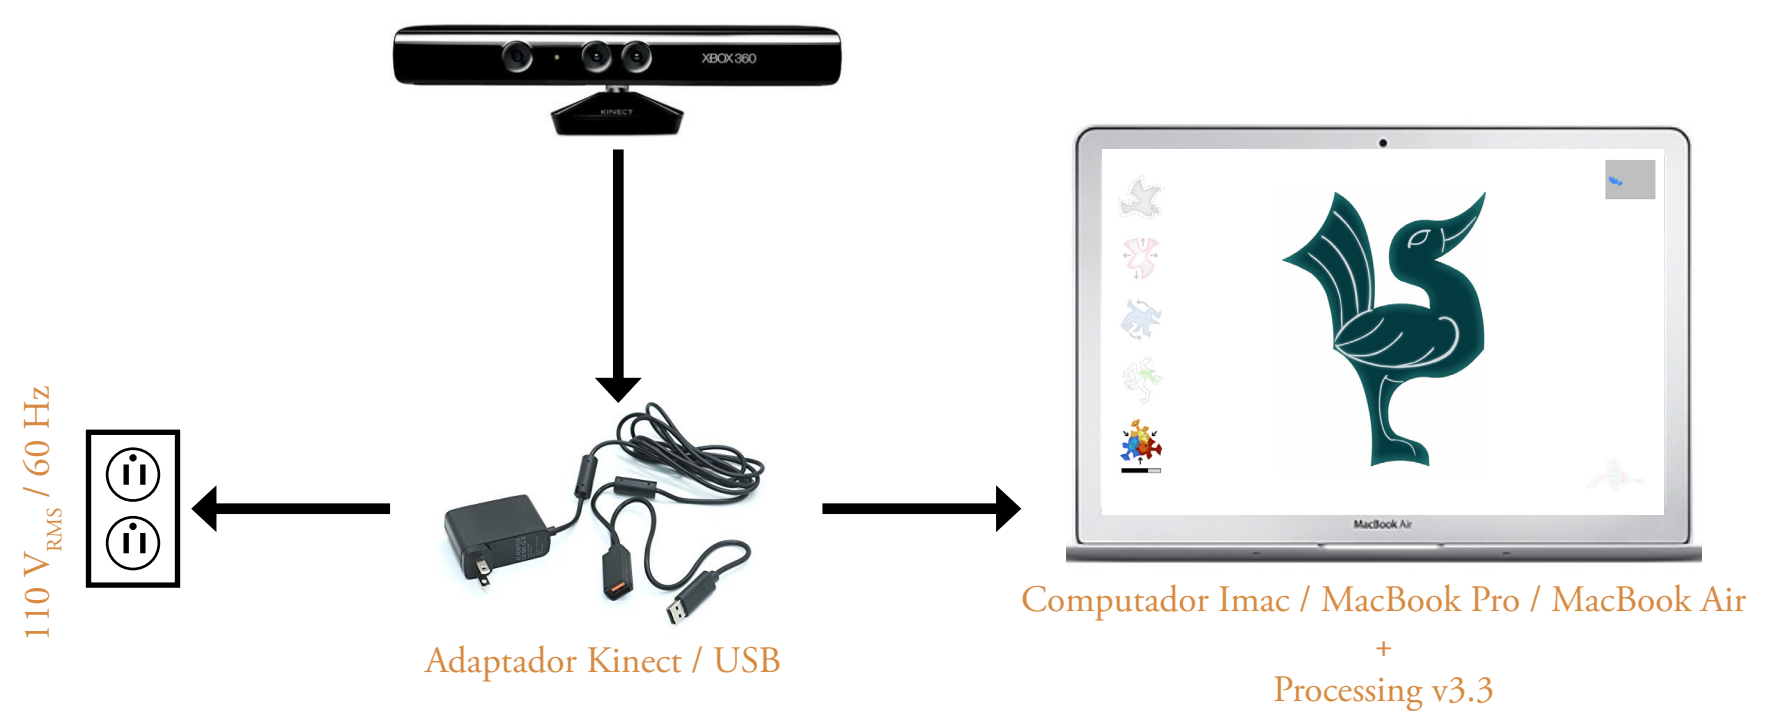 XBOX 360
KINECT
110 V RMS / 60 Hz
MacBook Air
Adaptador Kinect / USB
Computador Imac / MacBook Pro / MacBook Air
+
Processing v3.3